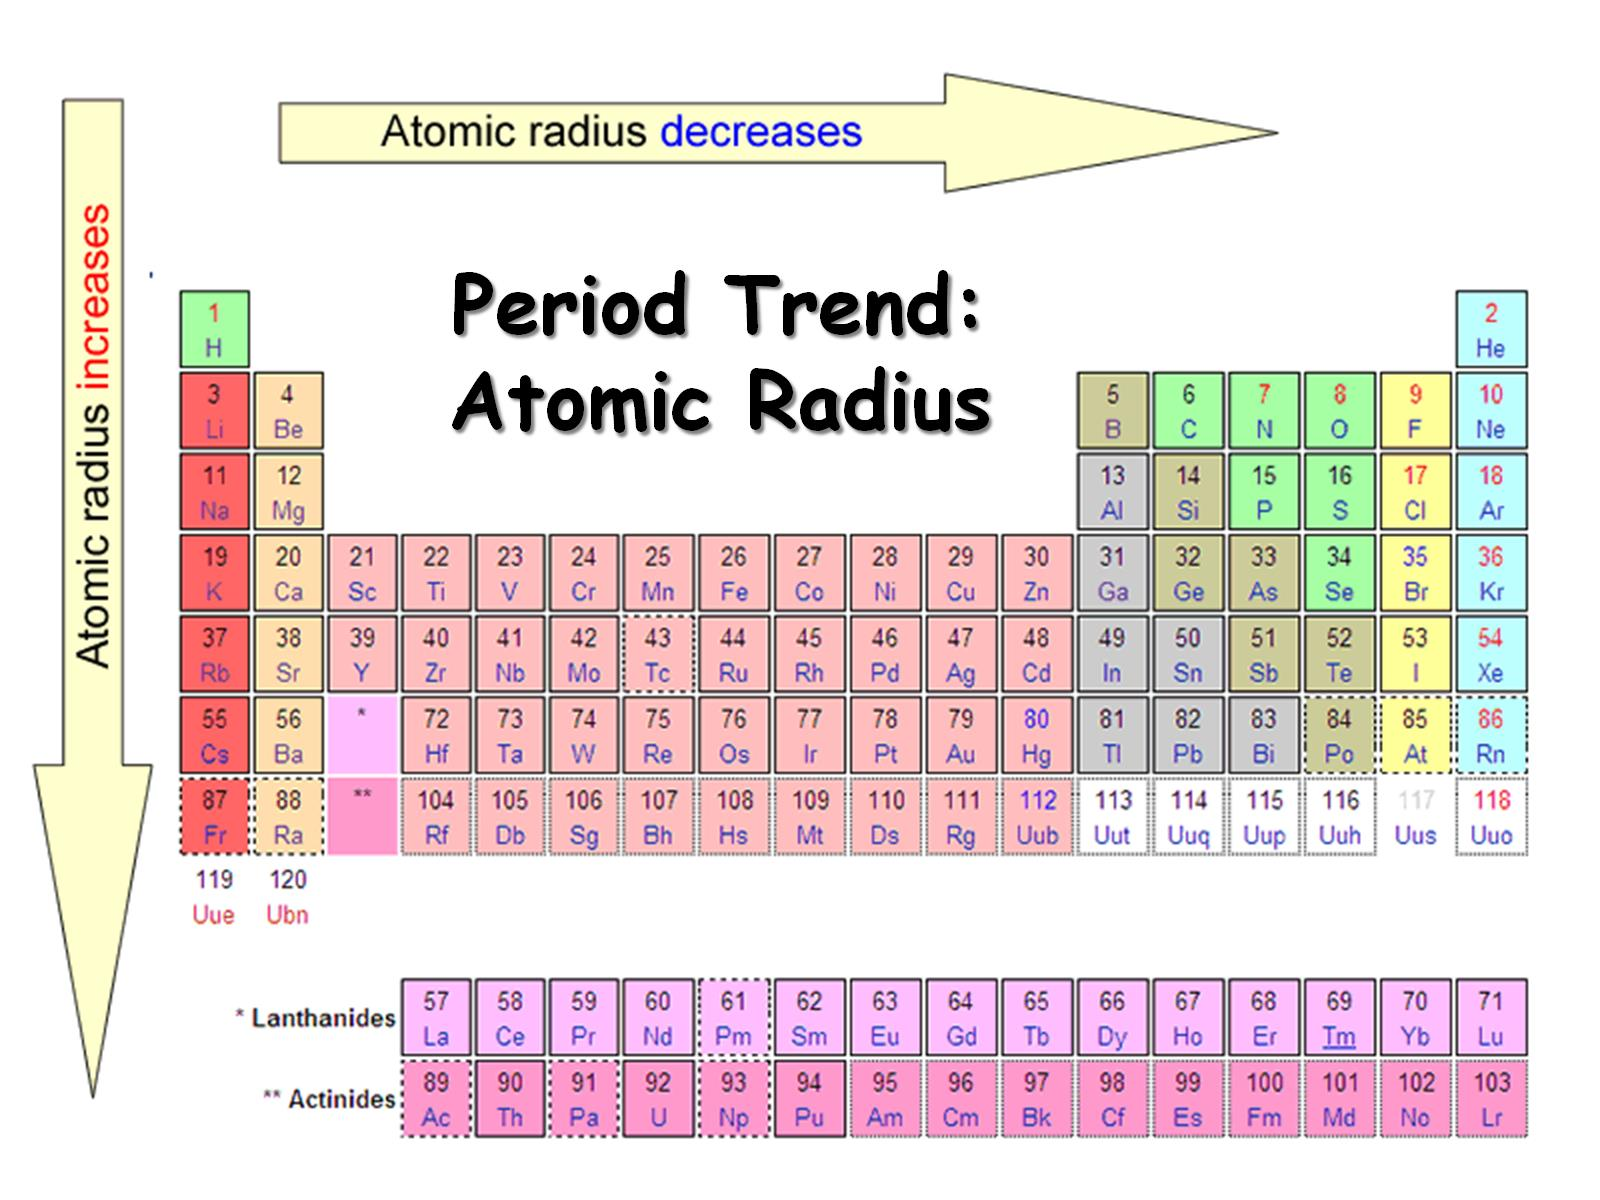 Atomic radius decreases
Atomic radius increases
Period Trend:
Atomic Radius
1 2
H He
3 4 5 6 7 8 9 10
Li Be B C N O F Ne
11 12 13 14 15 16 17 18
Na Mg Al Si P S Cl Ar
19 20 21 22 23 24 25 26 27 28 29 30 31 32 33 34 35 36
K Ca Sc Ti V Cr Mn Fe Co Ni Cu Zn Ga Ge As Se Br Kr
37 38 39 40 41 42 43 44 45 46 47 48 49 50 51 52 53 54
Rb Sr Y Zr Nb Mo Tc Ru Rh Pd Ag Cd In Sn Sb Te I Xe
55 56 * 72 73 74 75 76 77 78 79 80 81 82 83 84 85 86
Cs Ba Hf Ta W Re Os Ir Pt Au Hg Tl Pb Bi Po At Rn
87 88 ** 104 105 106 107 108 109 110 111 112 113 114 115 116 117 118
Fr Ra Rf Db Sg Bh Hs Mt Ds Rg Uub Uut Uuq Uup Uuh Uus Uuo
119 120
Uue Ubn
57 58 59 60 61 62 63 64 65 66 67 68 69 70 71
* Lanthanides
La Ce Pr Nd Pm Sm Eu Gd Tb Dy Ho Er Tm Yb Lu
89 90 91 92 93 94 95 96 97 98 99 100 101 102 103
** Actinides
Ac Th Pa U Np Pu Am Cm Bk Cf Es Fm Md No Lr